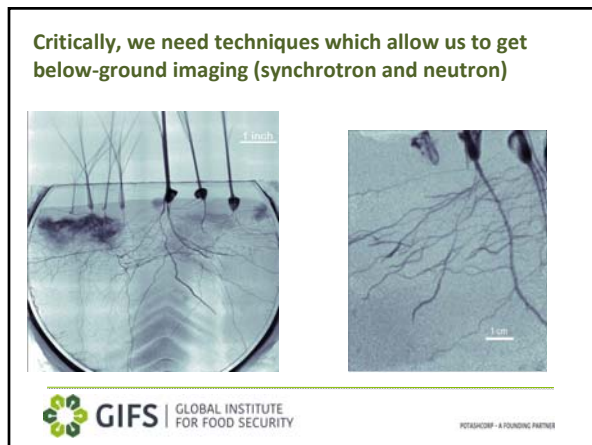 Critically, we need techniques which allow us to get
below-ground imaging (synchrotron and neutron)
1 inch
1 cm
GIFS | GLOBAL INSTITUTE
FOR FOOD SECURITY
POTASHCORP - A FOUNDING PARTNER